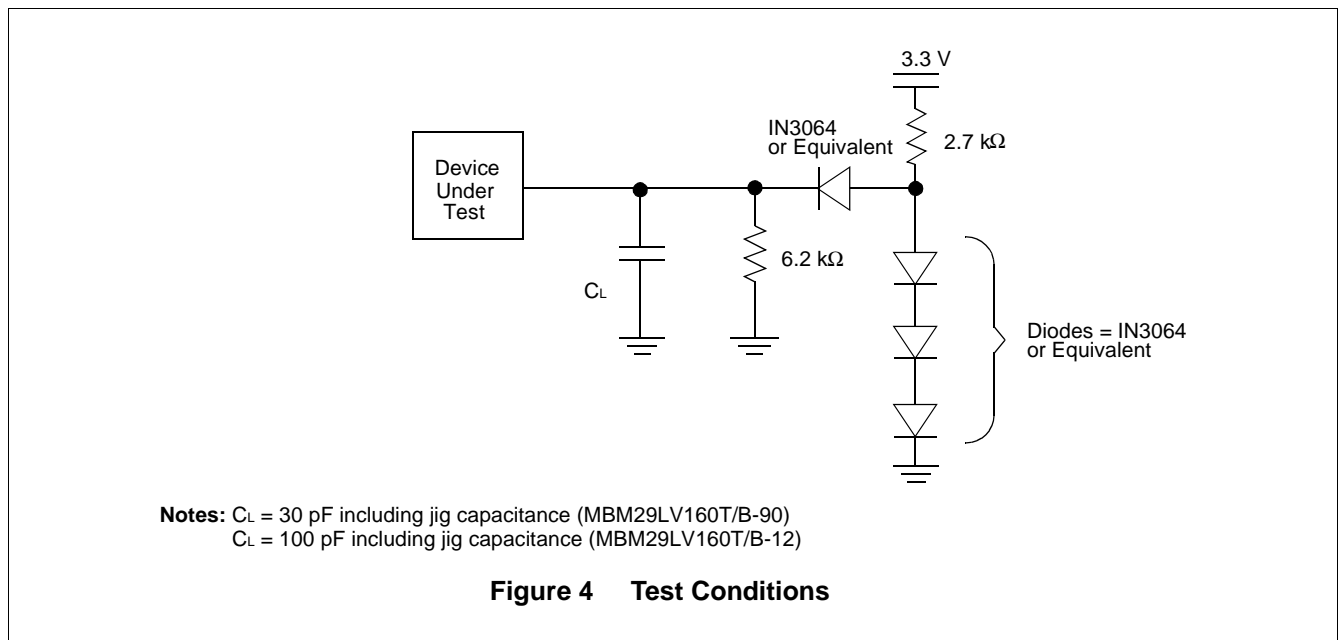 3.3 V
IN3064
or Equivalent
2.7 kΩ
Device
Under
Test
6.2 kΩ
CL
Diodes = IN3064
or Equivalent
Notes: CL = 30 pF including jig capacitance (MBM29LV160T/B-90)
CL = 100 pF including jig capacitance (MBM29LV160T/B-12)
Figure 4 Test Conditions